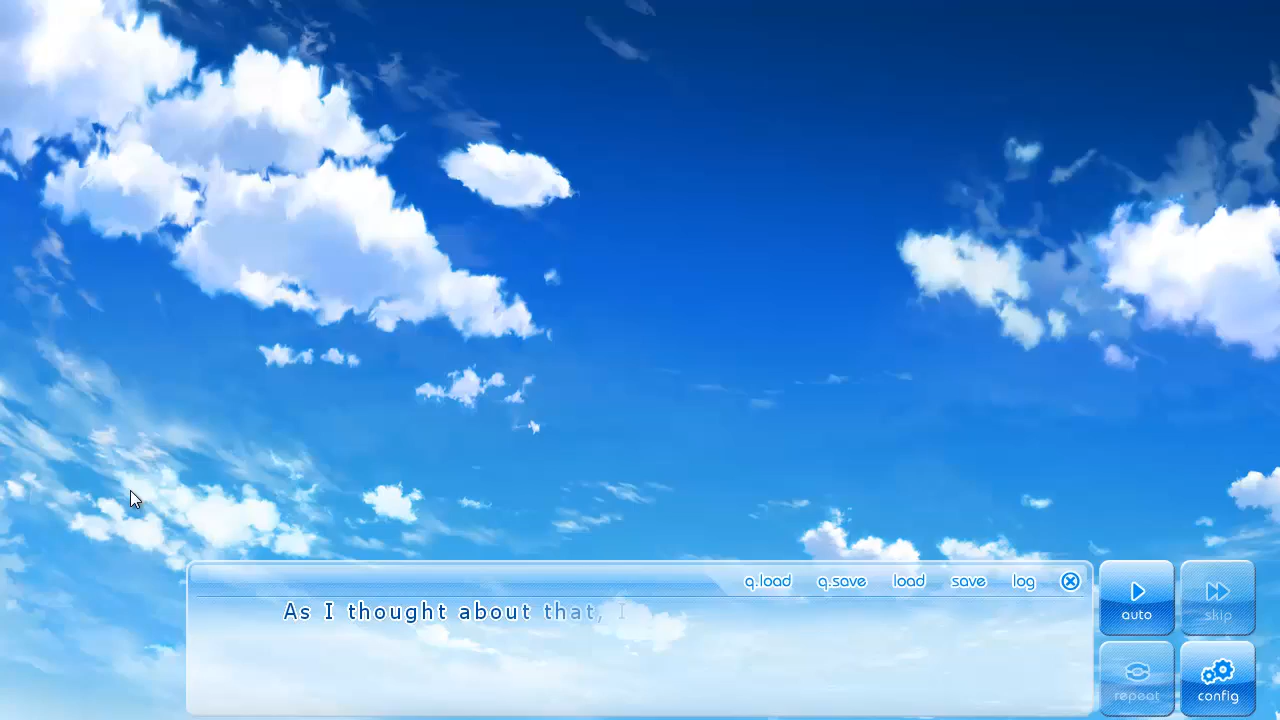 q.load q.save load save log
As I thought about that, I
auto
skip
repeat
config